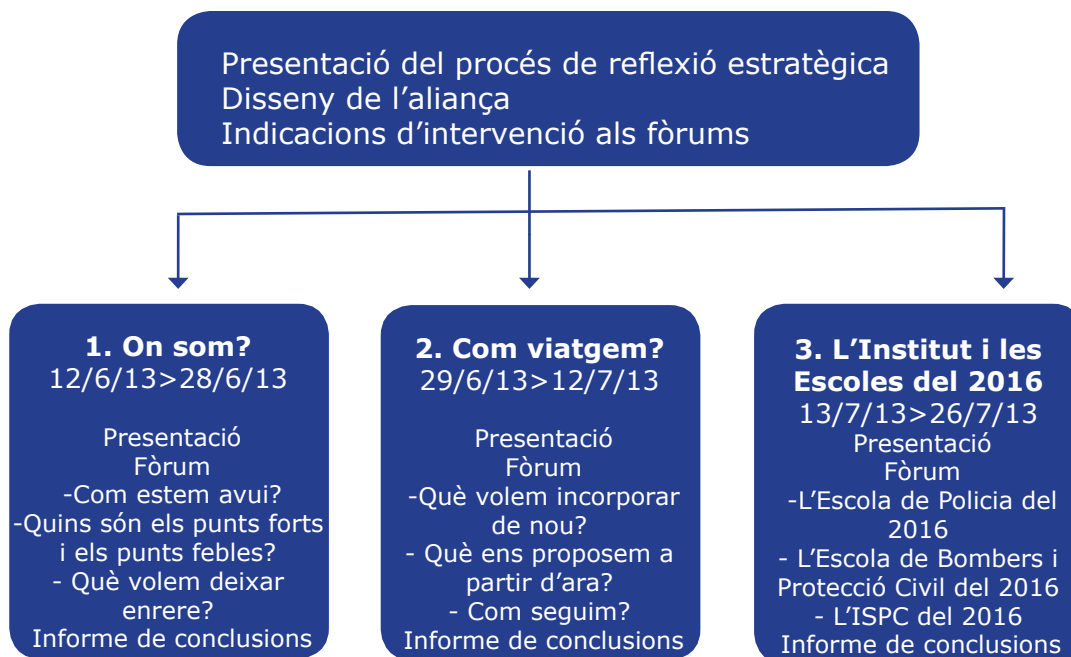 Presentació del procés de reflexió estratègica
Disseny de l’aliança
Indicacions d’intervenció als fòrums
1. On som?
12/6/13>28/6/13
Presentació
Fòrum
-Com estem avui?
-Quins són els punts forts
i els punts febles?
- Què volem deixar
enrere?
Informe de conclusions
2. Com viatgem?
29/6/13>12/7/13
Presentació
Fòrum
-Què volem incorporar
de nou?
- Què ens proposem a
partir d’ara?
- Com seguim?
Informe de conclusions
3. L’Institut i les
Escoles del 2016
13/7/13>26/7/13
Presentació
Fòrum
-L’Escola de Policia del
2016
- L’Escola de Bombers i
Protecció Civil del 2016
- L’ISPC del 2016
Informe de conclusions